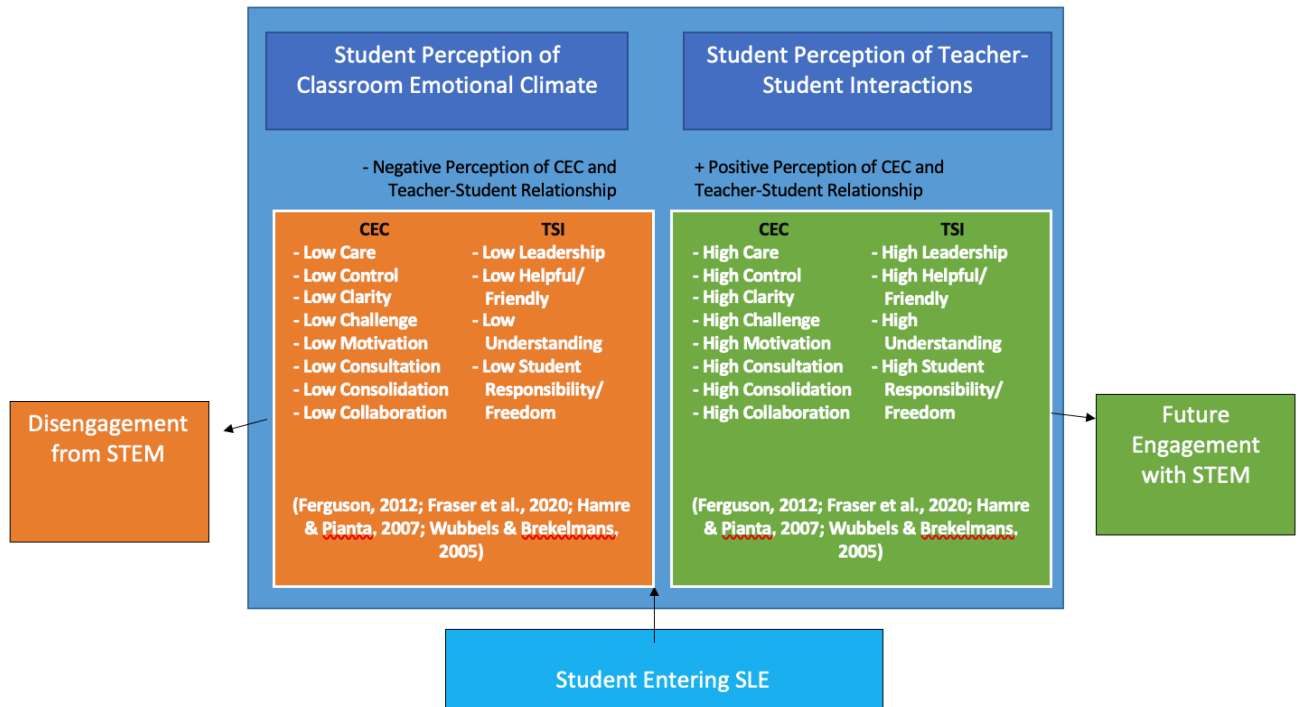 Student Perception of
Classroom Emotional Climate
Student Perception of Teacher-
Student Interactions
- Negative Perception of CEC and
Teacher-Student Relationship
+ Positive Perception of CEC and
Teacher-Student Relationship
CEC
- Low Care
- Low Control
- Low Clarity
- Low Challenge
- Low Motivation
- Low Consultation
- Low Consolidation
- Low Collaboration
TSI
- Low Leadership
- Low Helpful/
Friendly
- Low
Understanding
- Low Student
Responsibility/
Freedom
(Ferguson, 2012; Fraser et al., 2020; Hamre
& Pianta, 2007; Wubbels & Brekelmans,
2005)
CEC
- High Care
- High Control
- High Clarity
- High Challenge
- High Motivation
- High Consultation
- High Consolidation
- High Collaboration
TSI
- High Leadership
- High Helpful/
Friendly
- High
Understanding
- High Student
Responsibility/
Freedom
(Ferguson, 2012; Fraser et al., 2020; Hamre
& Pianta, 2007; Wubbels & Brekelmans,
2005)
Disengagement
from STEM
Future
Engagement
with STEM
Student Entering SLE